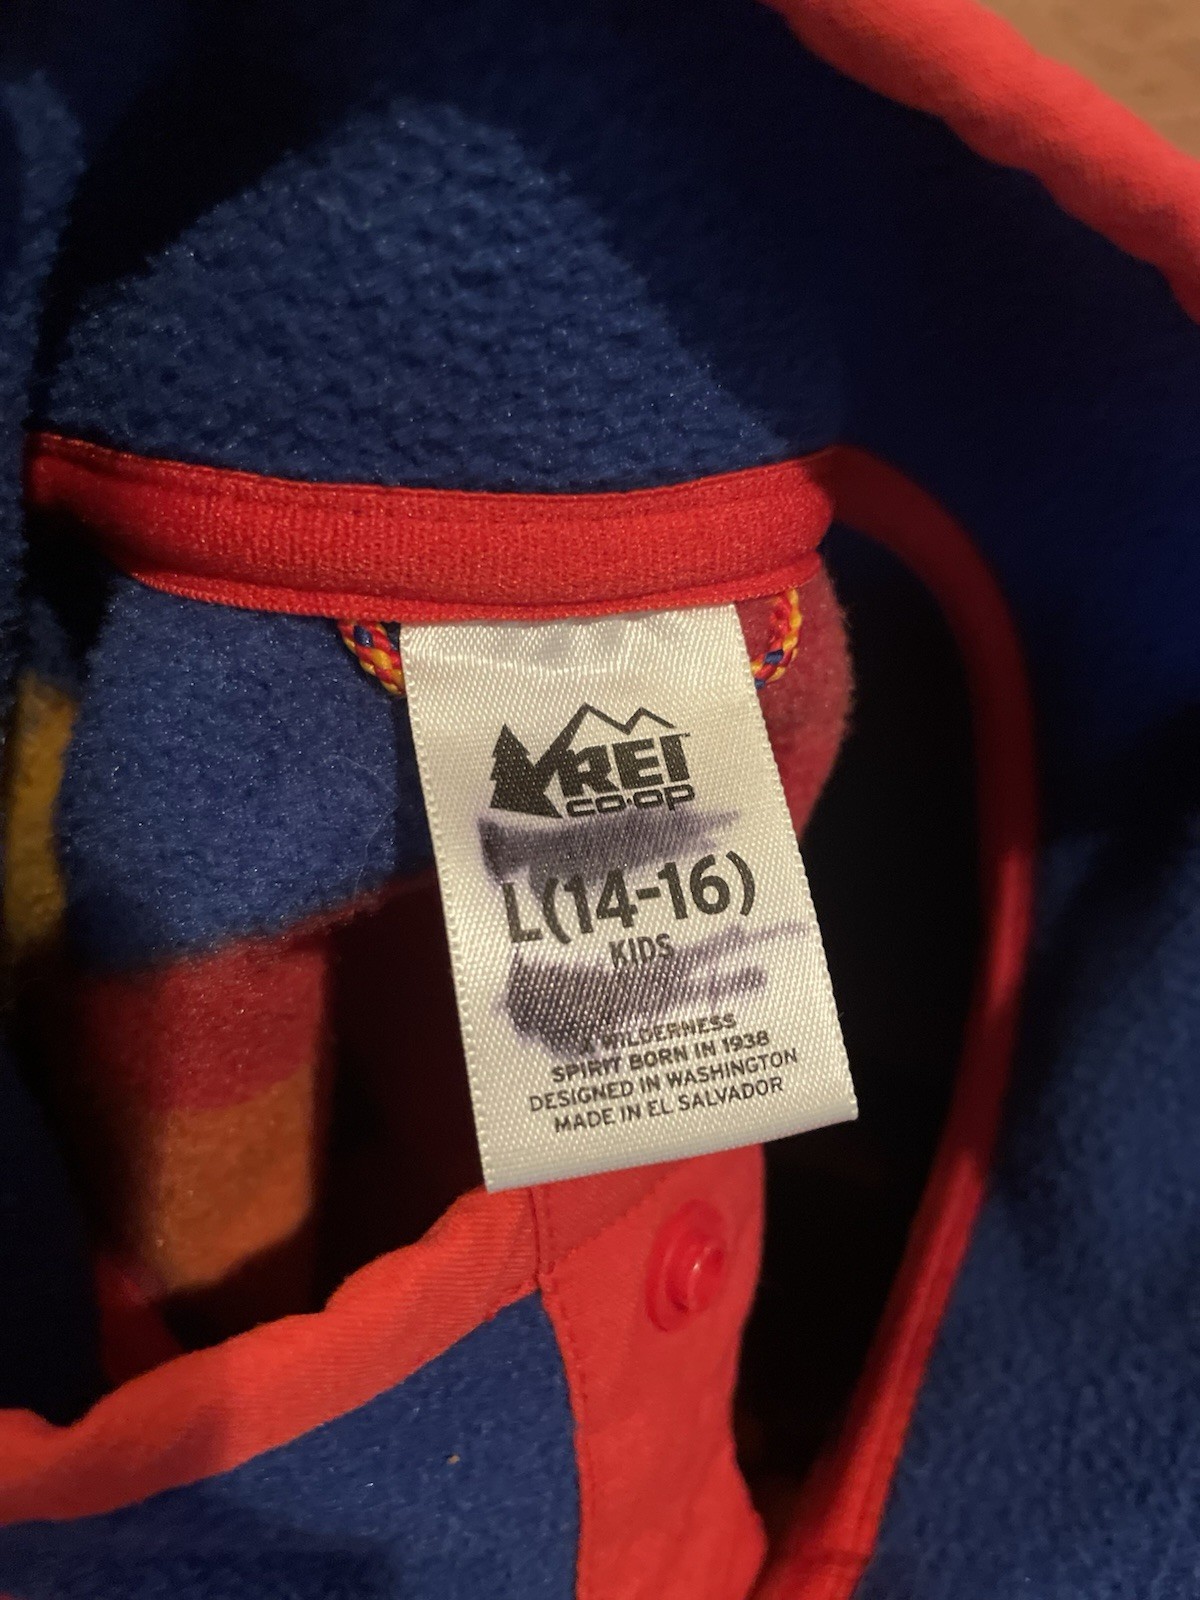 REI
co·op
L(14-16)
KIDS
A WILDERNESS
SPIRIT BORN IN 1938
DESIGNED IN WASHINGTON
MADE IN EL SALVADOR